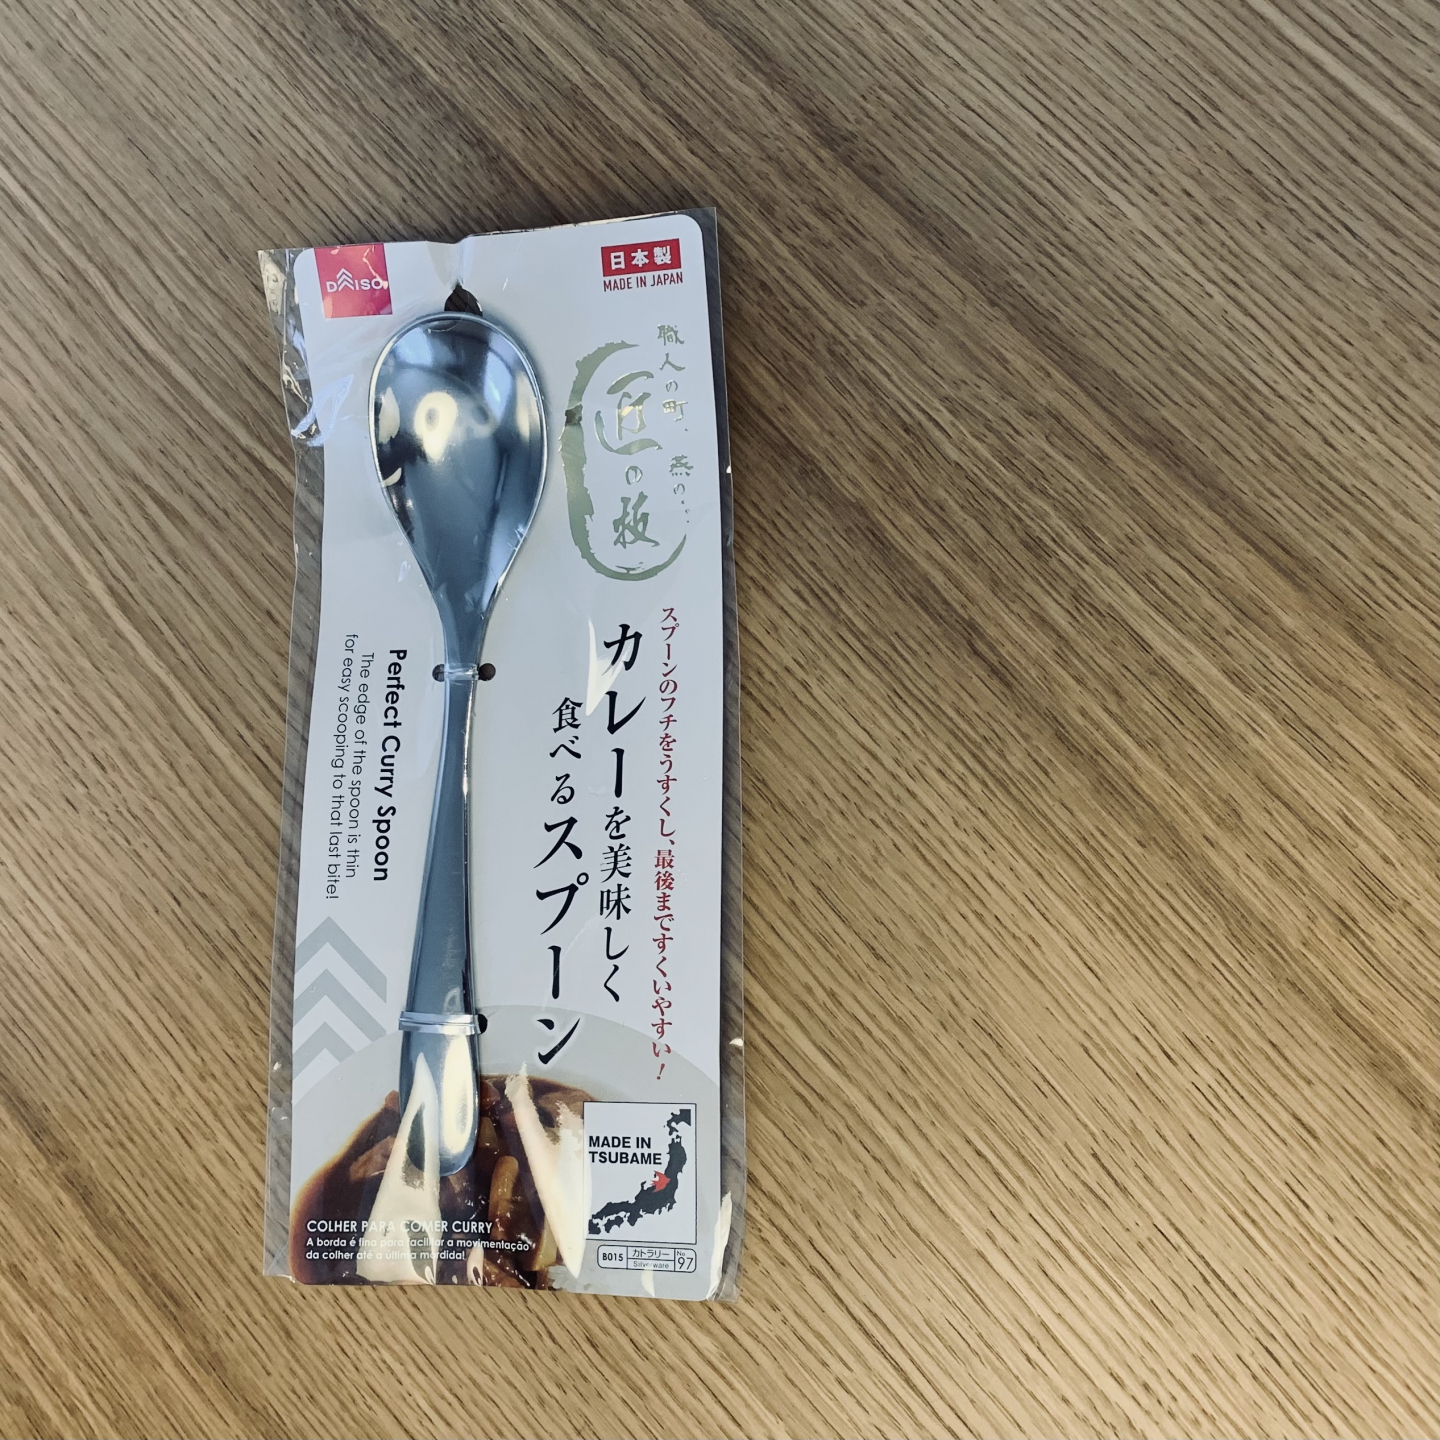 DAISO
日本製
MADE IN JAPAN
職人の町、燕の…
匠の技
スプーンのフチをうすくし、最後まですくいやすい!
カレーを美味しく
食べるスプーン
Perfect Curry Spoon
The edge of the spoon is thin
for easy scooping to that last bite!
MADE IN
TSUBAME
COLHER PARA COMER CURRY
A borda é fina para facilitar a movimentação
da colher até a última mordida!
B015 カトラリー No.
Silverware 97